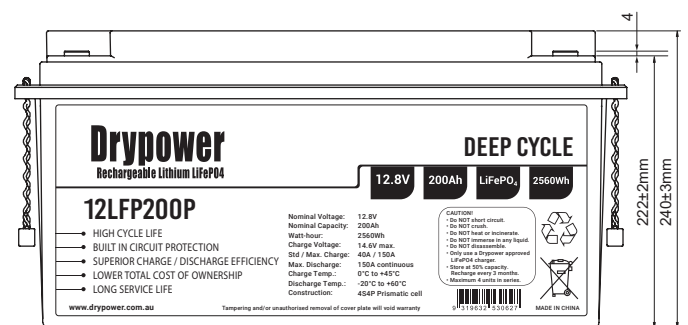 4
222±2mm
240±3mm
Drypower
Rechargeable Lithium LiFePO4
DEEP CYCLE
12.8V
200Ah
LiFePO₄
2560Wh
12LFP200P
HIGH CYCLE LIFE
BUILT IN CIRCUIT PROTECTION
SUPERIOR CHARGE / DISCHARGE EFFICIENCY
LOWER TOTAL COST OF OWNERSHIP
LONG SERVICE LIFE
www.drypower.com.au
Nominal Voltage: 12.8V
Nominal Capacity: 200Ah
Watt-hour: 2560Wh
Charge Voltage: 14.6V max.
Std / Max. Charge: 40A / 150A
Max. Discharge: 150A continuous
Charge Temp.: 0°C to +45°C
Discharge Temp.: -20°C to +60°C
Construction: 4S4P Prismatic cell
Tampering and/or unauthorised removal of cover plate will void warranty
CAUTION!
• Do NOT short circuit.
• Do NOT crush.
• Do NOT heat or incinerate.
• Do NOT immerse in any liquid.
• Do NOT disassemble.
• Only use a Drypower approved
LiFePO4 charger.
• Store at 50% capacity.
Recharge every 3 months.
• Maximum 4 units in series.
9 319632 530627
MADE IN CHINA